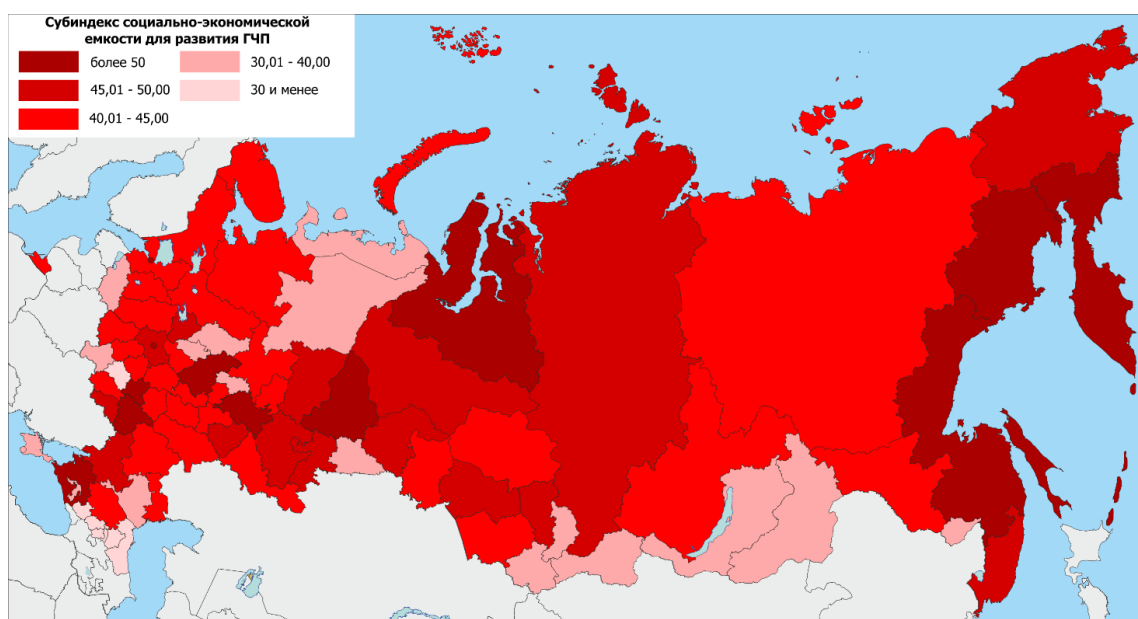 Субиндекс социально-экономической
емкости для развития ГЧП
более 50
30,01 - 40,00
45,01 - 50,00
30 и менее
40,01 - 45,00